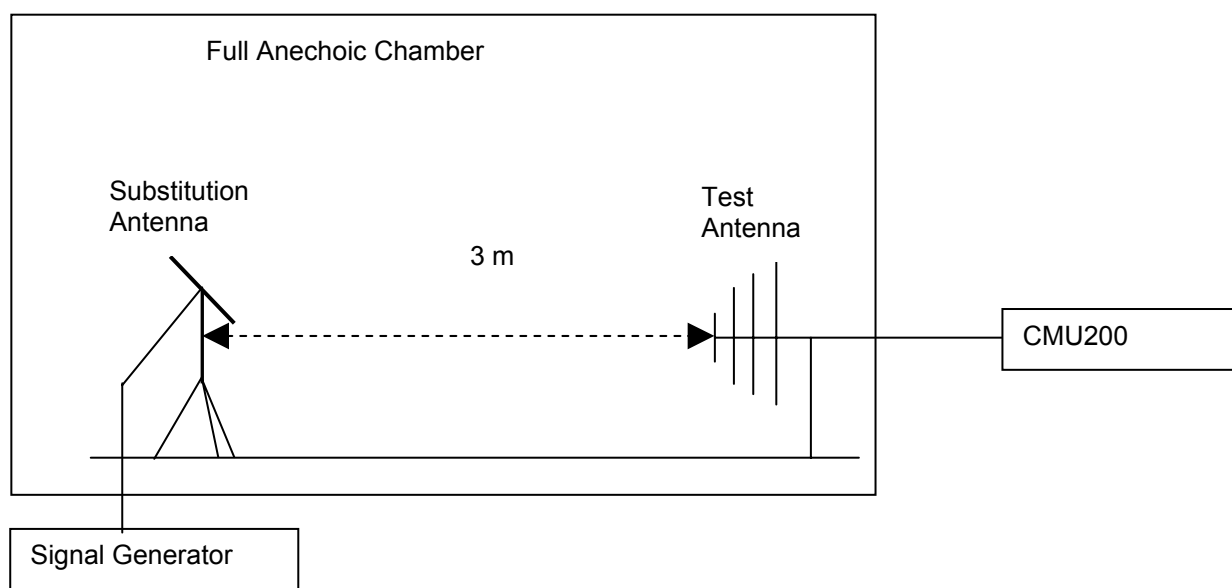 Full Anechoic Chamber
Substitution
Antenna
Test
Antenna
3 m
CMU200
Signal Generator